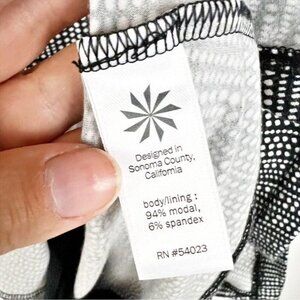 Designed in
Sonoma County,
California
body/lining :
94% modal,
6% spandex
RN #54023